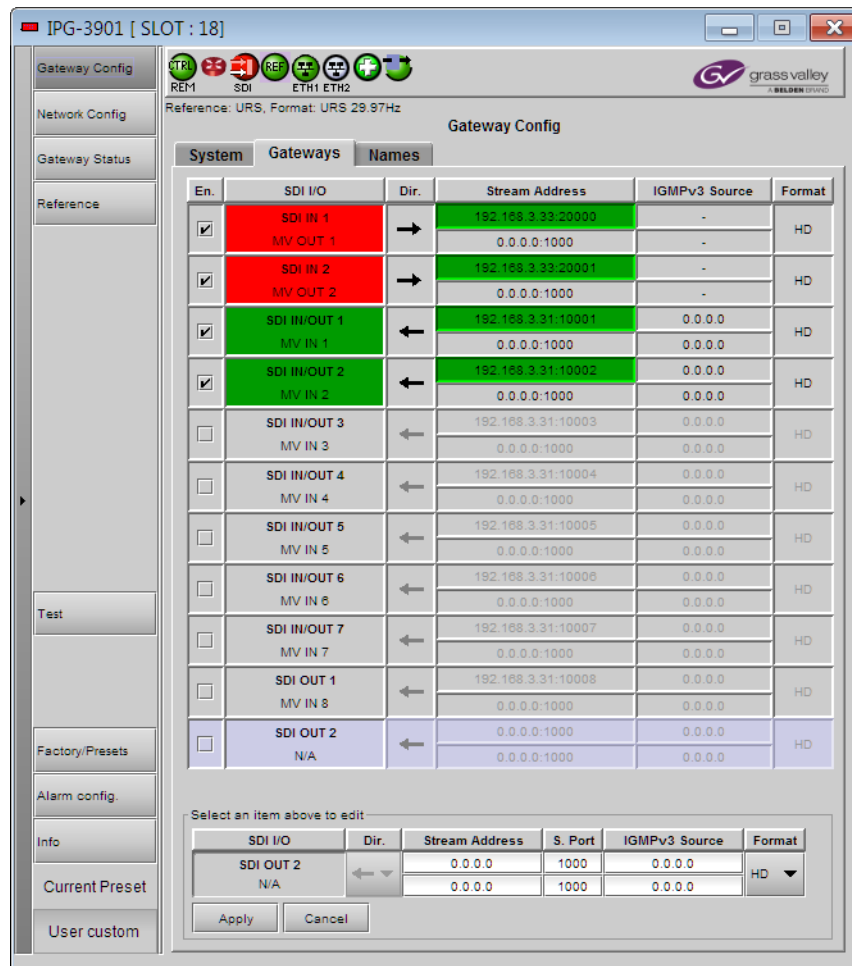 IPG-3901 [ SLOT : 18]
Gateway Config
Network Config
Gateway Status
Reference
Test
Factory/Presets
Alarm config.
Info
Current Preset
User custom
CTRL REF
REM SDI ETH1 ETH2
GV grass valley
A BELDEN BRAND
Reference: URS, Format: URS 29.97Hz
Gateway Config
System Gateways Names
En. SDI I/O Dir. Stream Address IGMPv3 Source Format
SDI IN 1 192.168.3.33:20000 - HD
MV OUT 1 0.0.0.0:1000 -
SDI IN 2 192.168.3.33:20001 - HD
MV OUT 2 0.0.0.0:1000 -
SDI IN/OUT 1 192.168.3.31:10001 0.0.0.0 HD
MV IN 1 0.0.0.0:1000 0.0.0.0
SDI IN/OUT 2 192.168.3.31:10002 0.0.0.0 HD
MV IN 2 0.0.0.0:1000 0.0.0.0
SDI IN/OUT 3 192.168.3.31:10003 0.0.0.0 HD
MV IN 3 0.0.0.0:1000 0.0.0.0
SDI IN/OUT 4 192.168.3.31:10004 0.0.0.0 HD
MV IN 4 0.0.0.0:1000 0.0.0.0
SDI IN/OUT 5 192.168.3.31:10005 0.0.0.0 HD
MV IN 5 0.0.0.0:1000 0.0.0.0
SDI IN/OUT 6 192.168.3.31:10006 0.0.0.0 HD
MV IN 6 0.0.0.0:1000 0.0.0.0
SDI IN/OUT 7 192.168.3.31:10007 0.0.0.0 HD
MV IN 7 0.0.0.0:1000 0.0.0.0
SDI OUT 1 192.168.3.31:10008 0.0.0.0 HD
MV IN 8 0.0.0.0:1000 0.0.0.0
SDI OUT 2 0.0.0.0:1000 0.0.0.0 HD
N/A 0.0.0.0:1000 0.0.0.0
Select an item above to edit
SDI I/O Dir. Stream Address S. Port IGMPv3 Source Format
SDI OUT 2 0.0.0.0 1000 0.0.0.0 HD
N/A 0.0.0.0 1000 0.0.0.0
Apply Cancel